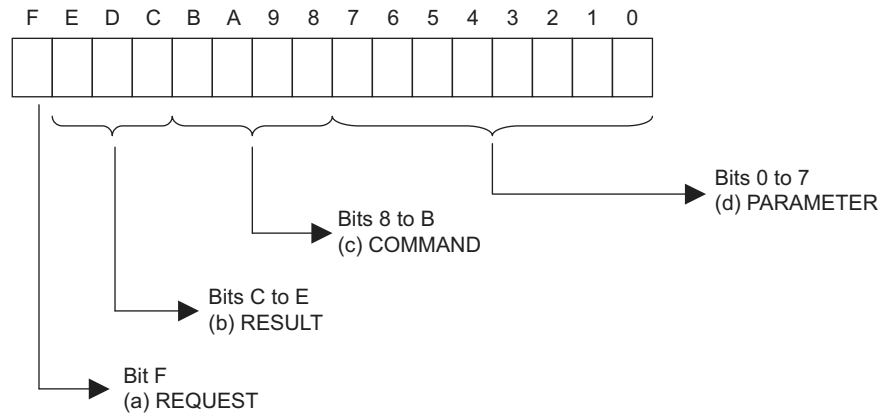 F E D C B A 9 8 7 6 5 4 3 2 1 0
Bits 0 to 7
(d) PARAMETER
Bits 8 to B
(c) COMMAND
Bits C to E
(b) RESULT
Bit F
(a) REQUEST